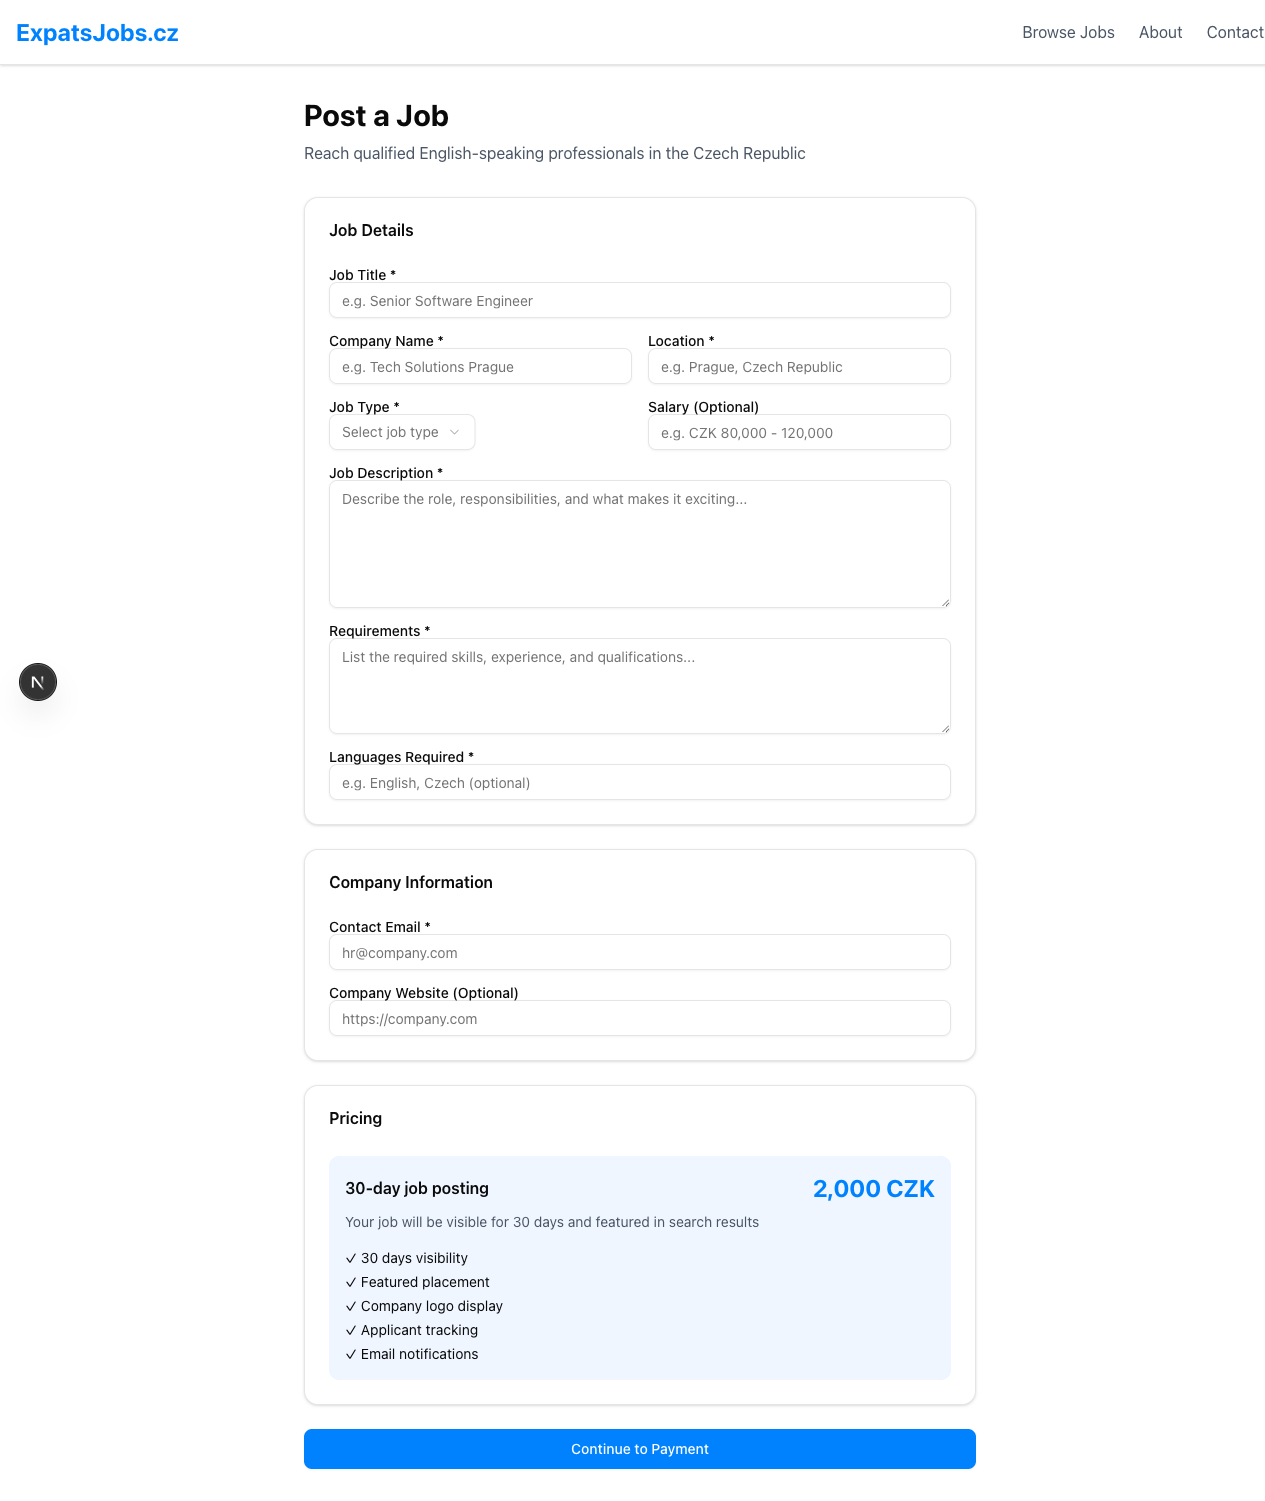 ExpatsJobs.cz
Browse Jobs About Contact
Post a Job
Reach qualified English-speaking professionals in the Czech Republic
Job Details
Job Title *
e.g. Senior Software Engineer
Company Name * Location *
e.g. Tech Solutions Prague e.g. Prague, Czech Republic
Job Type * Salary (Optional)
Select job type e.g. CZK 80,000 - 120,000
Job Description *
Describe the role, responsibilities, and what makes it exciting...
Requirements *
List the required skills, experience, and qualifications...
Languages Required *
e.g. English, Czech (optional)
N
Company Information
Contact Email *
hr@company.com
Company Website (Optional)
https://company.com
Pricing
30-day job posting 2,000 CZK
Your job will be visible for 30 days and featured in search results
✓ 30 days visibility
✓ Featured placement
✓ Company logo display
✓ Applicant tracking
✓ Email notifications
Continue to Payment